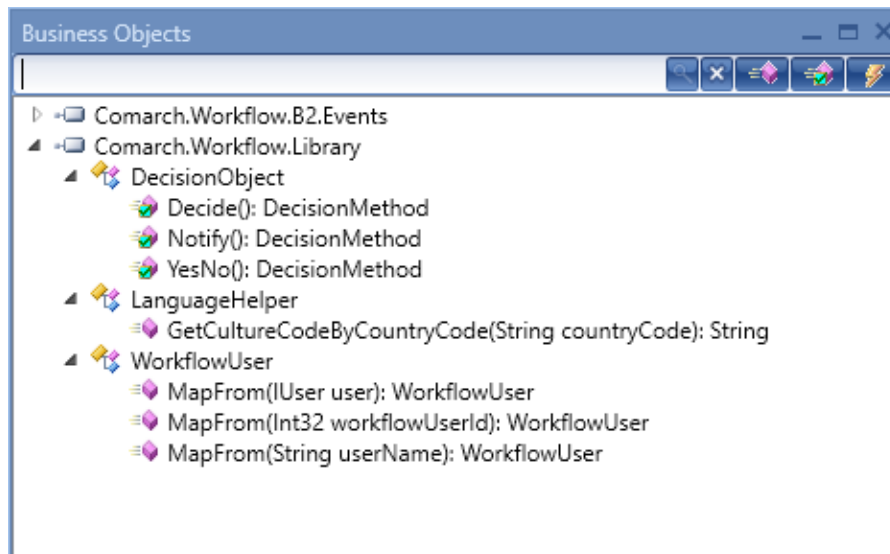 Business Objects
Comarch.Workflow.B2.Events
Comarch.Workflow.Library
DecisionObject
Decide(): DecisionMethod
Notify(): DecisionMethod
YesNo(): DecisionMethod
LanguageHelper
GetCultureCodeByCountryCode(String countryCode): String
WorkflowUser
MapFrom(IUser user): WorkflowUser
MapFrom(Int32 workflowUserId): WorkflowUser
MapFrom(String userName): WorkflowUser